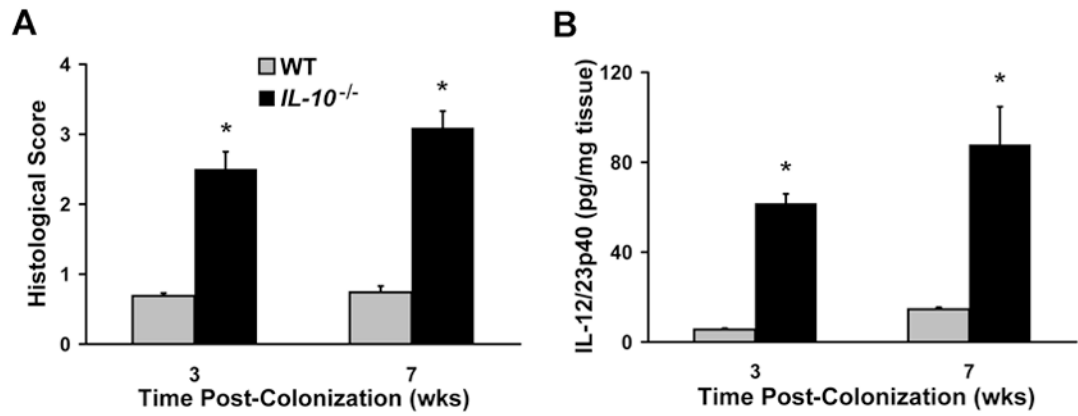 A
Histological Score
4
3
2
1
0
WT
IL-10-/-
*
*
3
7
Time Post-Colonization (wks)
B
IL-12/23p40 (pg/mg tissue)
120
80
40
0
*
*
3
7
Time Post-Colonization (wks)